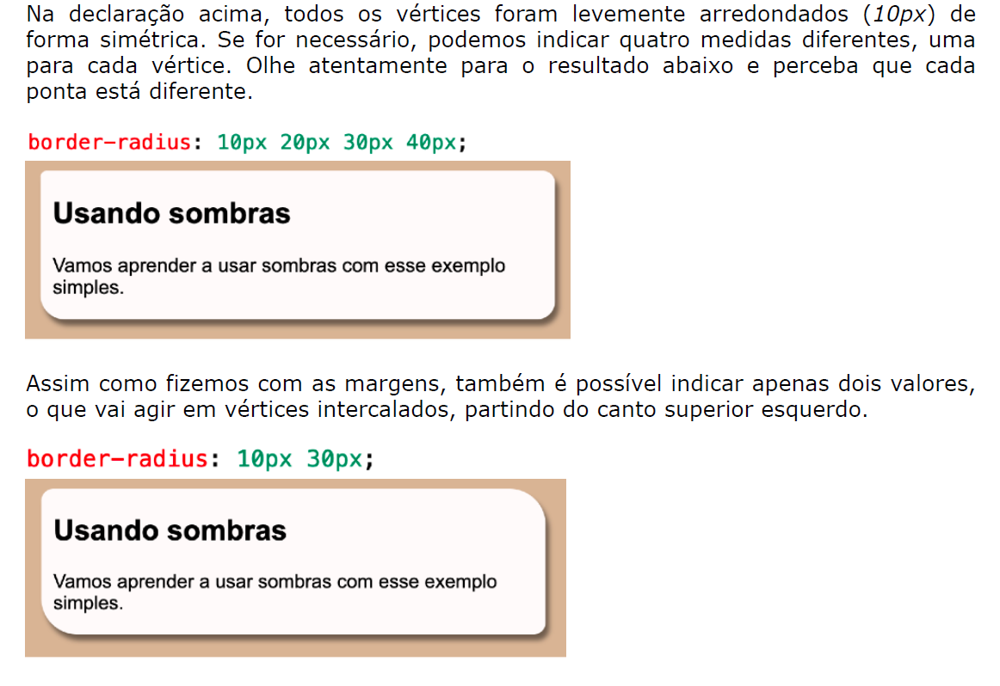 Na declaração acima, todos os vértices foram levemente arredondados (10px) de
forma simétrica. Se for necessário, podemos indicar quatro medidas diferentes, uma
para cada vértice. Olhe atentamente para o resultado abaixo e perceba que cada
ponta está diferente.
border-radius: 10px 20px 30px 40px;
Usando sombras
Vamos aprender a usar sombras com esse exemplo
simples.
Assim como fizemos com as margens, também é possível indicar apenas dois valores,
o que vai agir em vértices intercalados, partindo do canto superior esquerdo.
border-radius: 10px 30px;
Usando sombras
Vamos aprender a usar sombras com esse exemplo
simples.